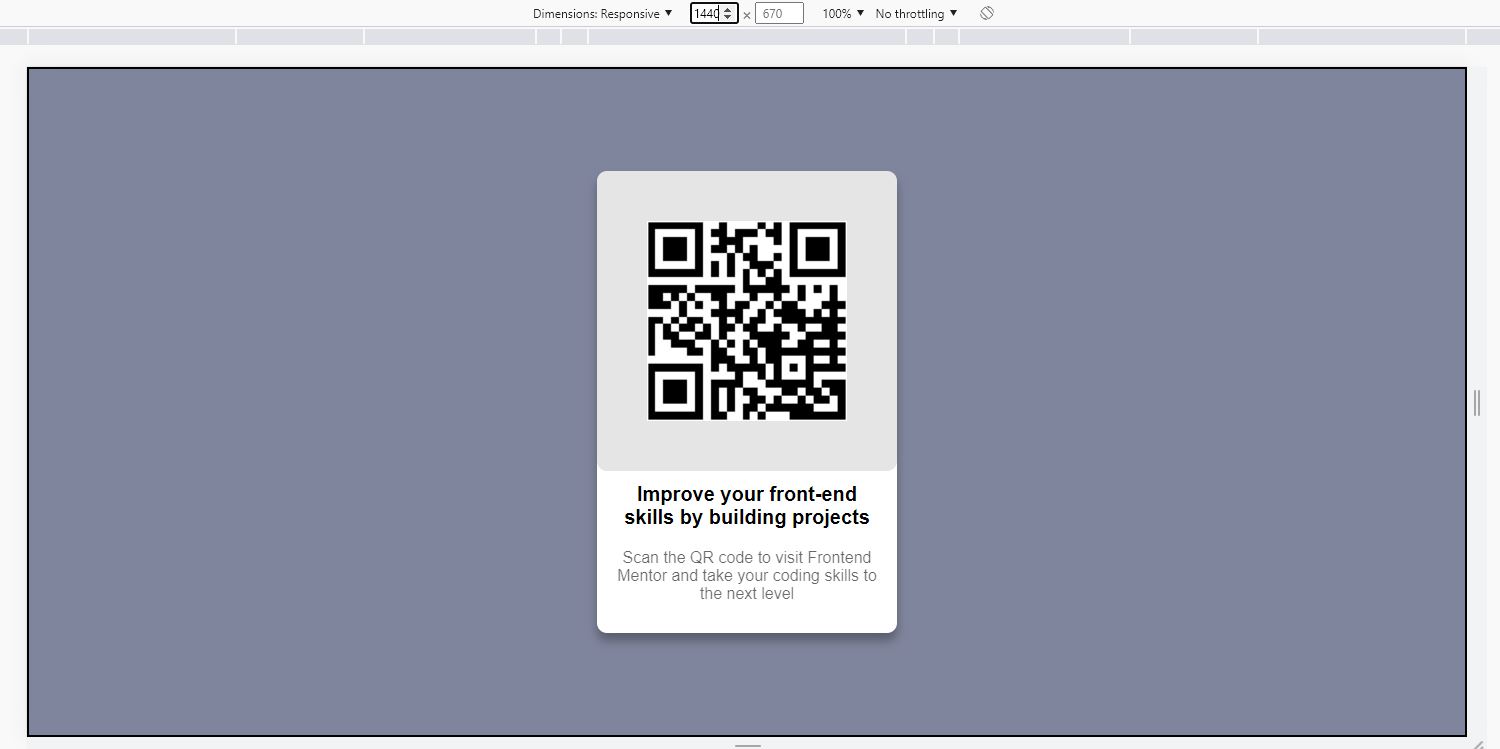 Dimensions: Responsive ▼ 1440 × 670 100% ▼ No throttling ▼
Improve your front-end
skills by building projects
Scan the QR code to visit Frontend
Mentor and take your coding skills to
the next level